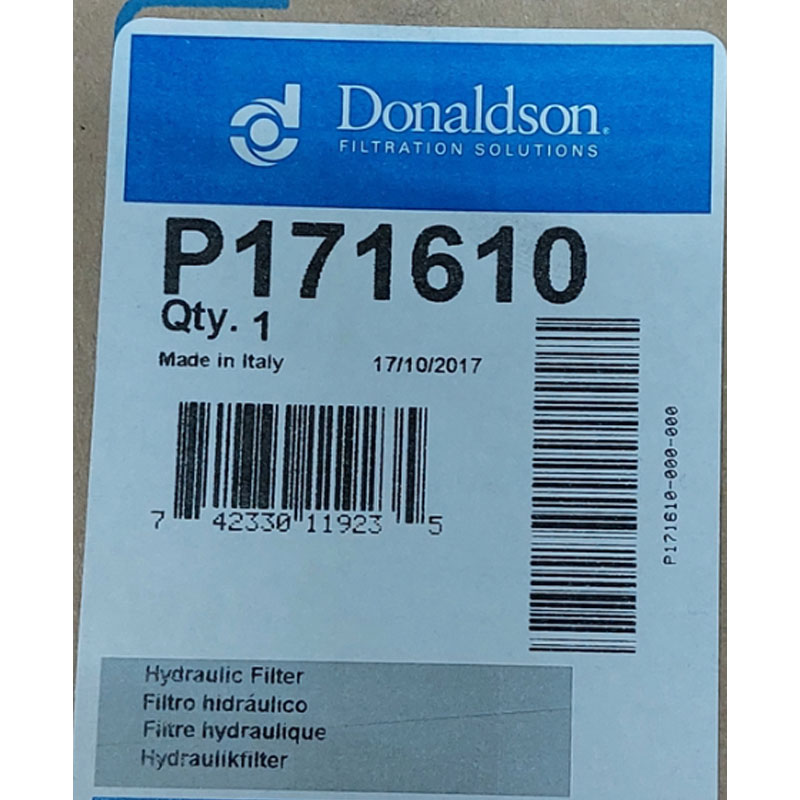 Donaldson®
FILTRATION SOLUTIONS
P171610
Qty. 1
Made in Italy 17/10/2017
7 42330 11923 5
P171610-000-000
Hydraulic Filter
Filtro hidráulico
Filtre hydraulique
Hydraulikfilter